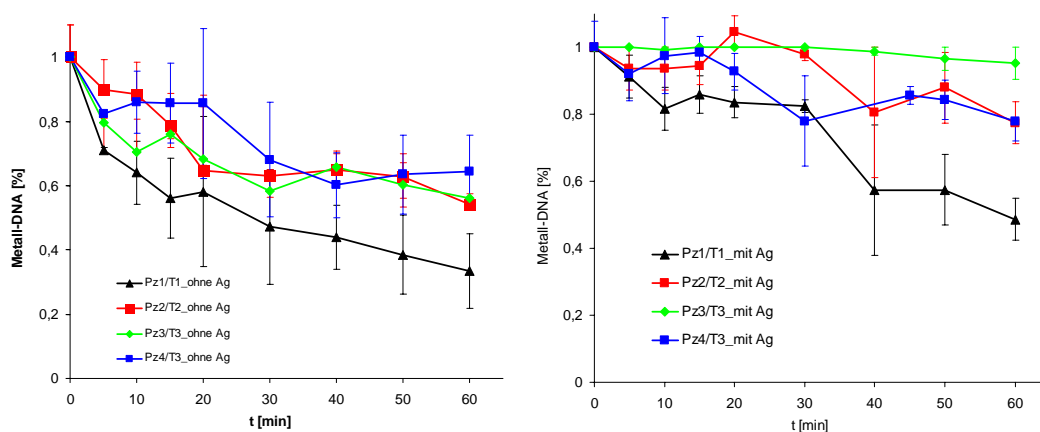 1
0,8
0,6
0,4
0,2
0
Metall-DNA [%]
Pz1/T1_ohne Ag
Pz2/T2_ohne Ag
Pz3/T3_ohne Ag
Pz4/T3_ohne Ag
0 10 20 30 40 50 60
t [min]
1
0,8
0,6
0,4
0,2
0
Metall-DNA [%]
Pz1/T1_mit Ag
Pz2/T2_mit Ag
Pz3/T3_mit Ag
Pz4/T3_mit Ag
0 10 20 30 40 50 60
t [min]